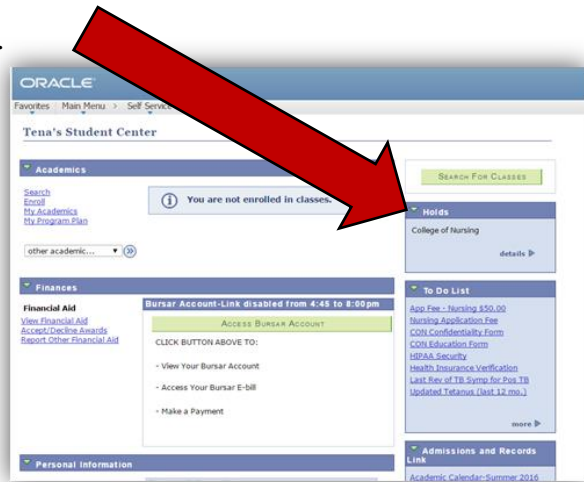 ORACLE
Favorites Main Menu > Self Service
Tena's Student Center
Academics
Search
Enroll
My Academics
My Program Plan
other academic...
You are not enrolled in classes.
SEARCH FOR CLASSES
Holds
College of Nursing
details
Finances
Financial Aid
View Financial Aid
Accept/Decline Awards
Report Other Financial Aid
Bursar Account-Link disabled from 4:45 to 8:00pm
ACCESS BURSAR ACCOUNT
CLICK BUTTON ABOVE TO:
- View Your Bursar Account
- Access Your Bursar E-bill
- Make a Payment
To Do List
App Fee - Nursing $50.00
Nursing Application Fee
CON Confidentiality Form
CON Education Form
HIPAA Security
Health Insurance Verification
Last Rev of TB Symp for Pos TB
Updated Tetanus (last 12 mo.)
more
Personal Information
Admissions and Records
Link
Academic Calendar-Summer 2016